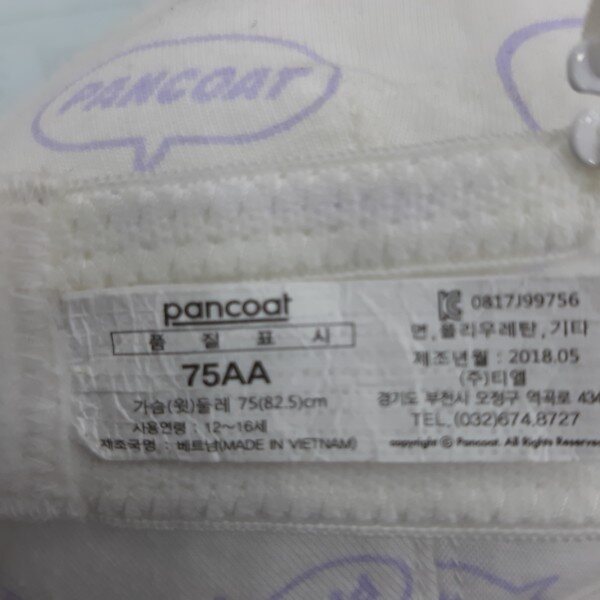 PANCOAT
pancoat
품 질 표 시
75AA
가슴(윗)둘레 75(82.5)cm
사용연령 : 12~16세
제조국명 : 베트남(MADE IN VIETNAM)
0817J99756
면,폴리우레탄,기타
제조년월 : 2018.05
(주)티엘
경기도 부천시 오정구 역곡로 434
TEL.(032)674.8727
copyright ⓒ Pancoat. All Rights Reserved